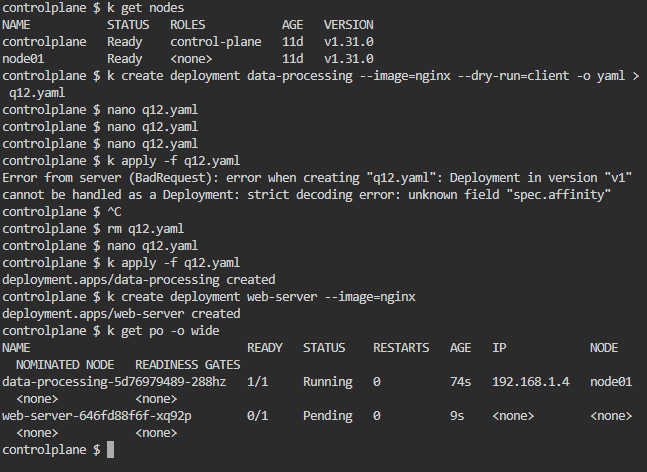 controlplane $ k get nodes
NAME           STATUS   ROLES           AGE   VERSION
controlplane   Ready    control-plane   11d   v1.31.0
node01         Ready    <none>          11d   v1.31.0
controlplane $ k create deployment data-processing --image=nginx --dry-run=client -o yaml >
 q12.yaml
controlplane $ nano q12.yaml
controlplane $ nano q12.yaml
controlplane $ nano q12.yaml
controlplane $ k apply -f q12.yaml
Error from server (BadRequest): error when creating "q12.yaml": Deployment in version "v1"
cannot be handled as a Deployment: strict decoding error: unknown field "spec.affinity"
controlplane $ ^C
controlplane $ rm q12.yaml
controlplane $ nano q12.yaml
controlplane $ k apply -f q12.yaml
deployment.apps/data-processing created
controlplane $ k create deployment web-server --image=nginx
deployment.apps/web-server created
controlplane $ k get po -o wide
NAME                               READY   STATUS    RESTARTS   AGE   IP            NODE
  NOMINATED NODE   READINESS GATES
data-processing-5d76979489-288hz   1/1     Running   0          74s   192.168.1.4   node01
  <none>           <none>
web-server-646fd88f6f-xq92p        0/1     Pending   0          9s    <none>        <none>
  <none>           <none>
controlplane $